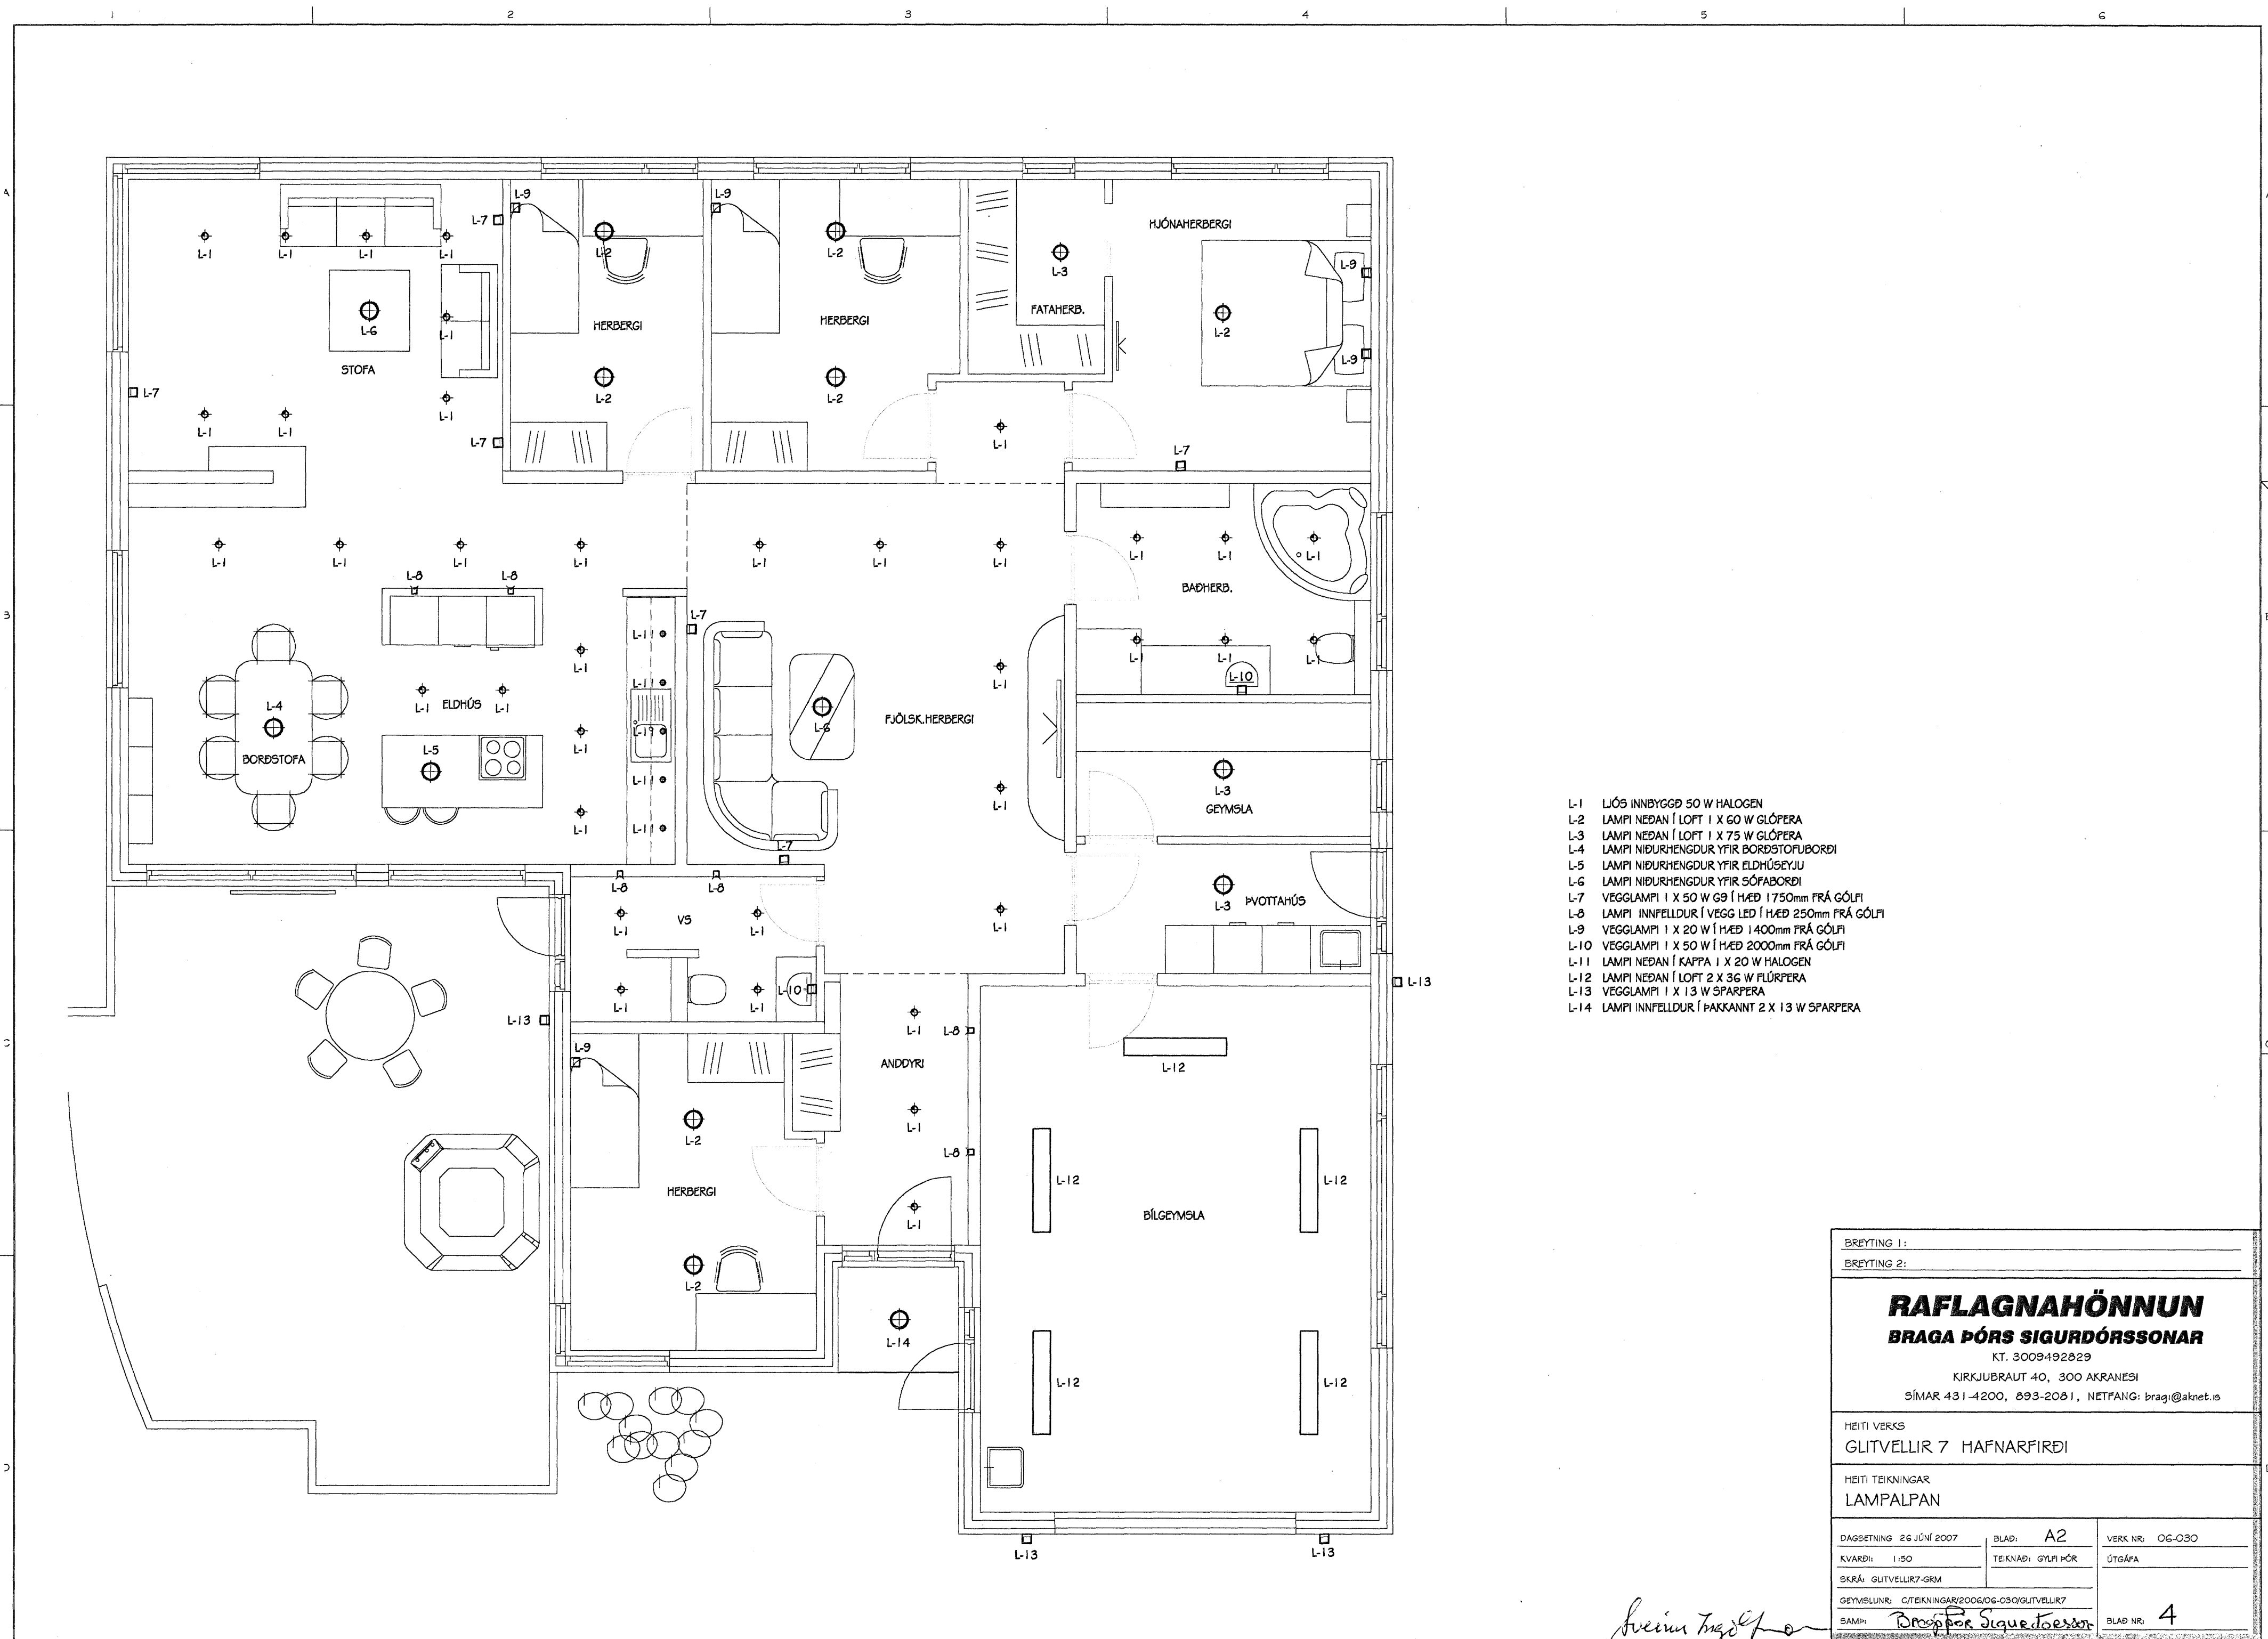 1 2 3 4 5 6
A
L-9 L-9
L-7
HJÓNAHERBERGI
L-1 L-1 L-1 L-1 L-2 L-2 L-3 L-9
FATAHERB.
L-6 L-1 HERBERGI HERBERGI L-2
STOFA L-9
L-7 L-1 L-2 L-2
L-1 L-1 L-7 L-1 L-7
L-1 L-1 L-1 L-1 L-1 L-1 L-1 L-1 L-1 L-1
L-8 L-8
BAÐHERB.
B
L-7
L-11 L-1 L-1 L-1 L-1
L-1 L-11 L-1 L-10
L-4 L-1 ELDHÚS L-1
L-6 FJÖLSK.HERBERGI
L-5 L-1 L-11
BORÐSTOFA
L-11 L-1 L-3
GEYMSLA
L-1 L-11
L-7
L-8 L-8
VS L-3 ÞVOTTAHÚS
L-1 L-1 L-1
L-1 L-1 L-10 L-13
L-13 L-1 L-8
L-9 ANDDYRI
L-12
C
L-2 L-1
L-8
L-12 L-12
HERBERGI
L-1 BÍLGEYMSLA
L-2
L-14
L-12 L-12
D
L-13 L-13
L-1 LJÓS INNBYGGÐ 50 W HALOGEN
L-2 LAMPI NEÐAN Í LOFT 1 X 60 W GLÓPERA
L-3 LAMPI NEÐAN Í LOFT 1 X 75 W GLÓPERA
L-4 LAMPI NIÐURHENGDUR YFIR BORÐSTOFUBORÐI
L-5 LAMPI NIÐURHENGDUR YFIR ELDHÚSEYJU
L-6 LAMPI NIÐURHENGDUR YFIR SÓFABORÐI
L-7 VEGGLAMPI 1 X 50 W G9 Í HÆÐ 1750mm FRÁ GÓLFI
L-8 LAMPI INNFELLDUR Í VEGG LED Í HÆÐ 250mm FRÁ GÓLFI
L-9 VEGGLAMPI 1 X 20 W Í HÆÐ 1400mm FRÁ GÓLFI
L-10 VEGGLAMPI 1 X 50 W Í HÆÐ 2000mm FRÁ GÓLFI
L-11 LAMPI NEÐAN Í KAPPA 1 X 20 W HALOGEN
L-12 LAMPI NEÐAN Í LOFT 2 X 36 W FLÚRPERA
L-13 VEGGLAMPI 1 X 13 W SPARPERA
L-14 LAMPI INNFELLDUR Í ÞAKKANNT 2 X 13 W SPARPERA
BREYTING 1:
BREYTING 2:
RAFLAGNAHÖNNUN
BRAGA ÞÓRS SIGURDÓRSSONAR
KT. 3009492829
KIRKJUBRAUT 40, 300 AKRANESI
SÍMAR 431-4200, 893-2081, NETFANG: bragi@aknet.is
HEITI VERKS
GLITVELLIR 7 HAFNARFIRÐI
HEITI TEIKNINGAR
LAMPALPAN
DAGSETNING 26 JÚNÍ 2007 BLAÐ: A2 VERK NR: 06-030
KVARÐI: 1:50 TEIKNAÐ: GYLFI ÞÓR ÚTGÁFA
SKRÁ: GLITVELLIR7-GRM
GEYMSLUNR: C/TEIKNINGAR/2006/06-030/GLITVELLIR7
SAMÞ: BLAÐ NR: 4